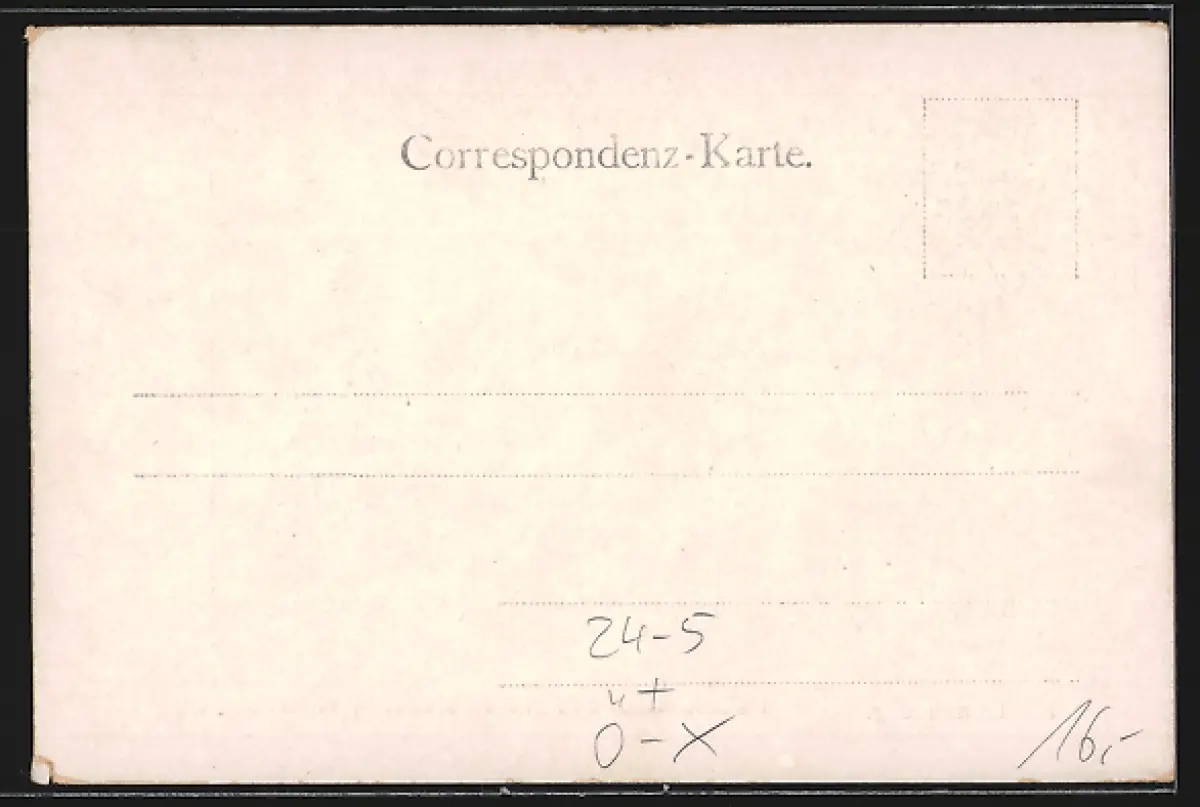 Correspondenz-Karte.
24-5
4+
0-X
16,-